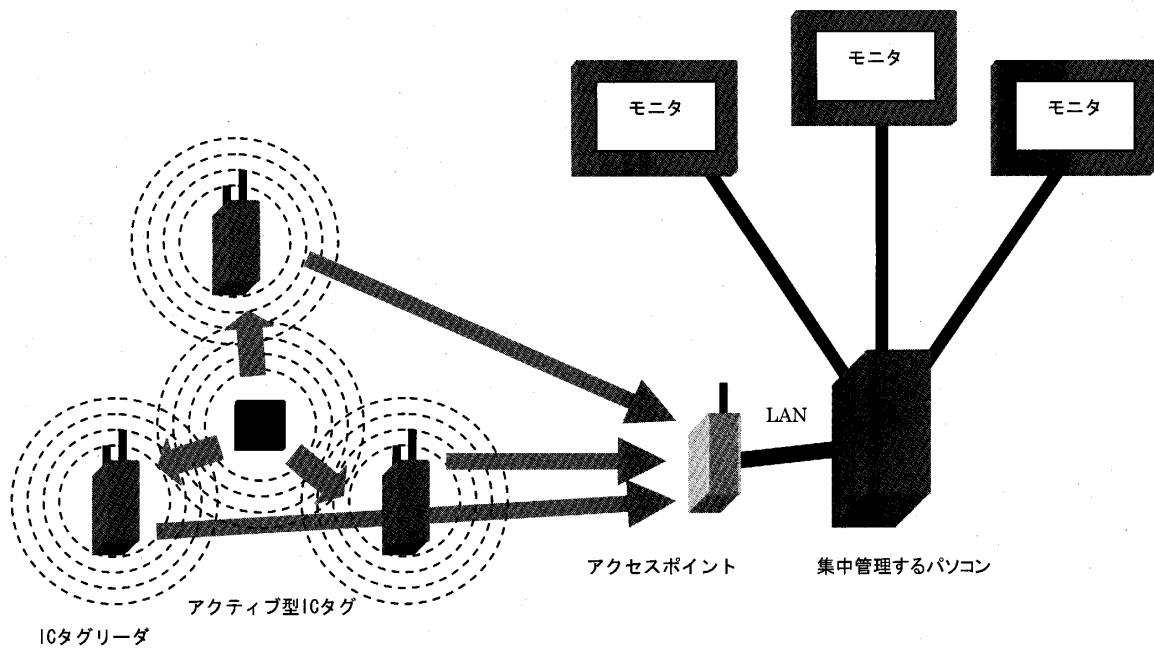 モニタ
モニタ
モニタ
LAN
アクセスポイント
集中管理するパソコン
アクティブ型ICタグ
ICタグリーダ